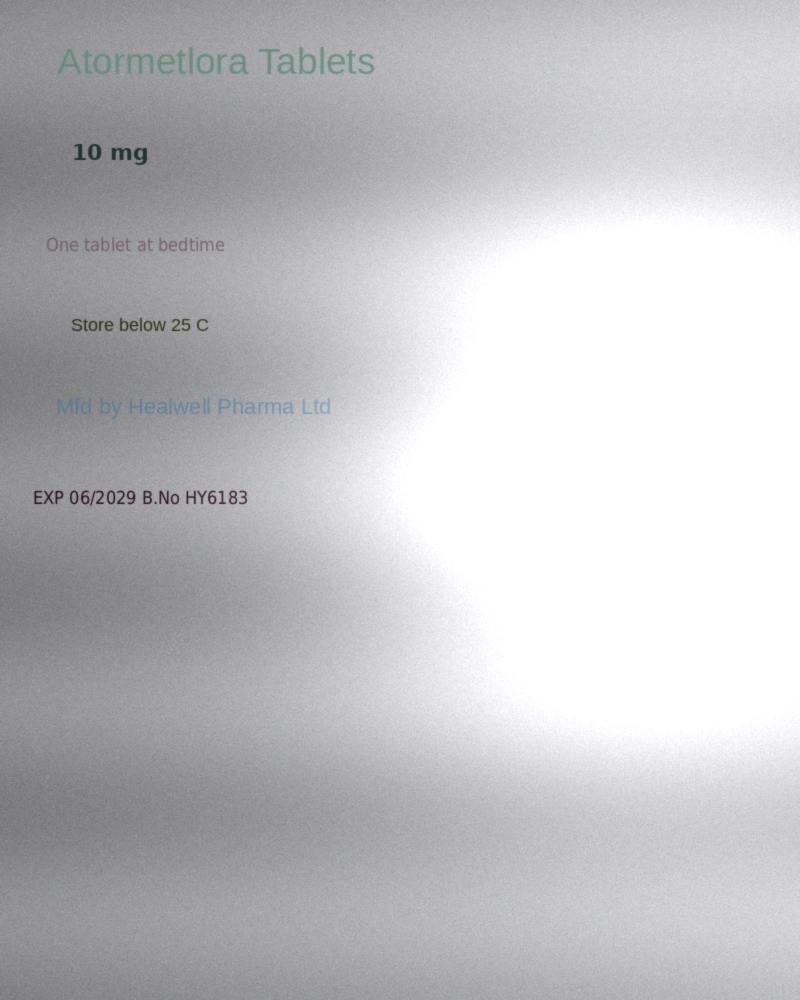 Atormetlora Tablets
10 mg
One tablet at bedtime
Store below 25 C
Mfd by Healwell Pharma Ltd
EXP 06/2029 B.No HY6183